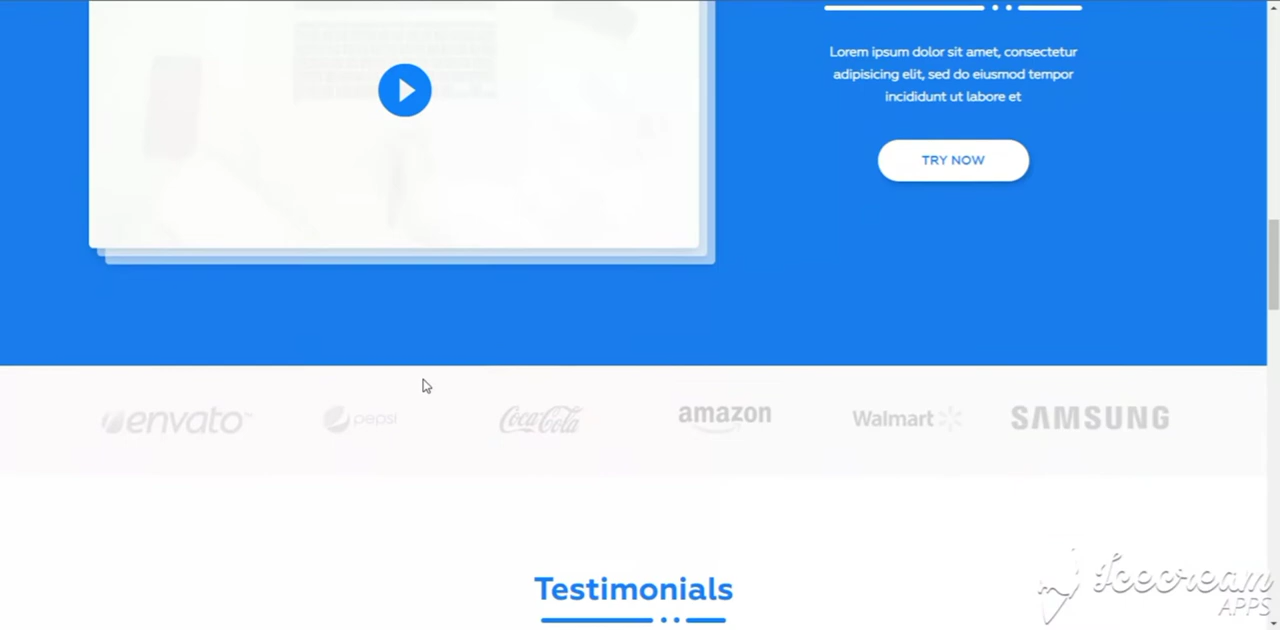 Lorem ipsum dolor sit amet, consectetur
adipisicing elit, sed do eiusmod tempor
incididunt ut labore et
TRY NOW
envato™ pepsi Coca-Cola amazon Walmart SAMSUNG
Testimonials
Icecream
APPS